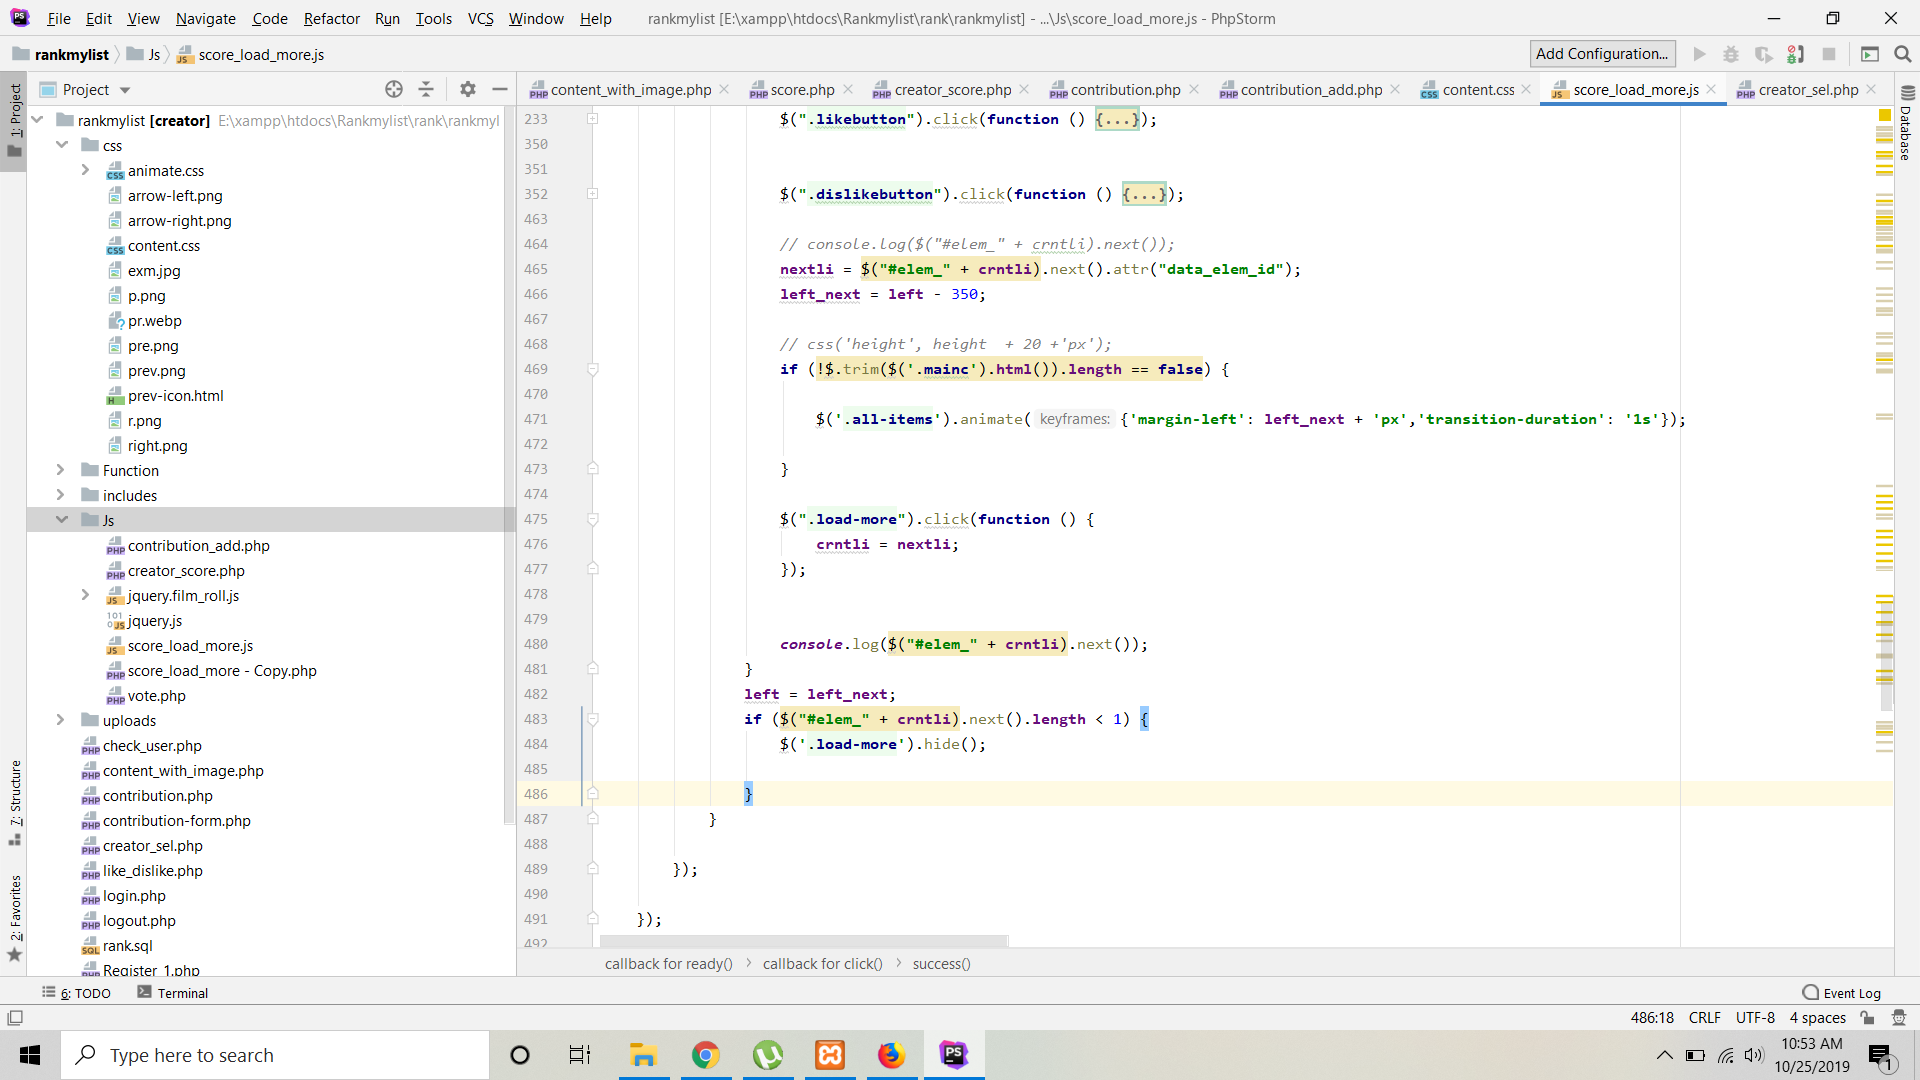 File Edit View Navigate Code Refactor Run Tools VCS Window Help rankmylist [E:\xampp\htdocs\Rankmylist\rank\rankmylist] - ...\Js\score_load_more.js - PhpStorm
rankmylist Js score_load_more.js Add Configuration...
Project
content_with_image.php score.php creator_score.php contribution.php contribution_add.php content.css score_load_more.js creator_sel.php
1: Project
7: Structure
2: Favorites
Database
rankmylist [creator] E:\xampp\htdocs\Rankmylist\rank\rankmyl
css
animate.css
arrow-left.png
arrow-right.png
content.css
exm.jpg
p.png
pr.webp
pre.png
prev.png
prev-icon.html
r.png
right.png
Function
includes
Js
contribution_add.php
creator_score.php
jquery.film_roll.js
jquery.js
score_load_more.js
score_load_more - Copy.php
vote.php
uploads
check_user.php
content_with_image.php
contribution.php
contribution-form.php
creator_sel.php
like_dislike.php
login.php
logout.php
rank.sql
Register_1.php
233 $(".likebutton").click(function () {...});
350
351
352 $(".dislikebutton").click(function () {...});
463
464 // console.log($("#elem_" + crntli).next());
465 nextli = $("#elem_" + crntli).next().attr("data_elem_id");
466 left_next = left - 350;
467
468 // css('height', height  + 20 +'px');
469 if (!$.trim($('.mainc').html()).length == false) {
470
471 $('.all-items').animate( keyframes: {'margin-left': left_next + 'px','transition-duration': '1s'});
472
473 }
474
475 $(".load-more").click(function () {
476 crntli = nextli;
477 });
478
479
480 console.log($("#elem_" + crntli).next());
481 }
482 left = left_next;
483 if ($("#elem_" + crntli).next().length < 1) {
484 $('.load-more').hide();
485
486 }
487 }
488
489 });
490
491 });
492
callback for ready() callback for click() success()
6: TODO Terminal Event Log
486:18 CRLF UTF-8 4 spaces
Type here to search
10:53 AM
10/25/2019
1